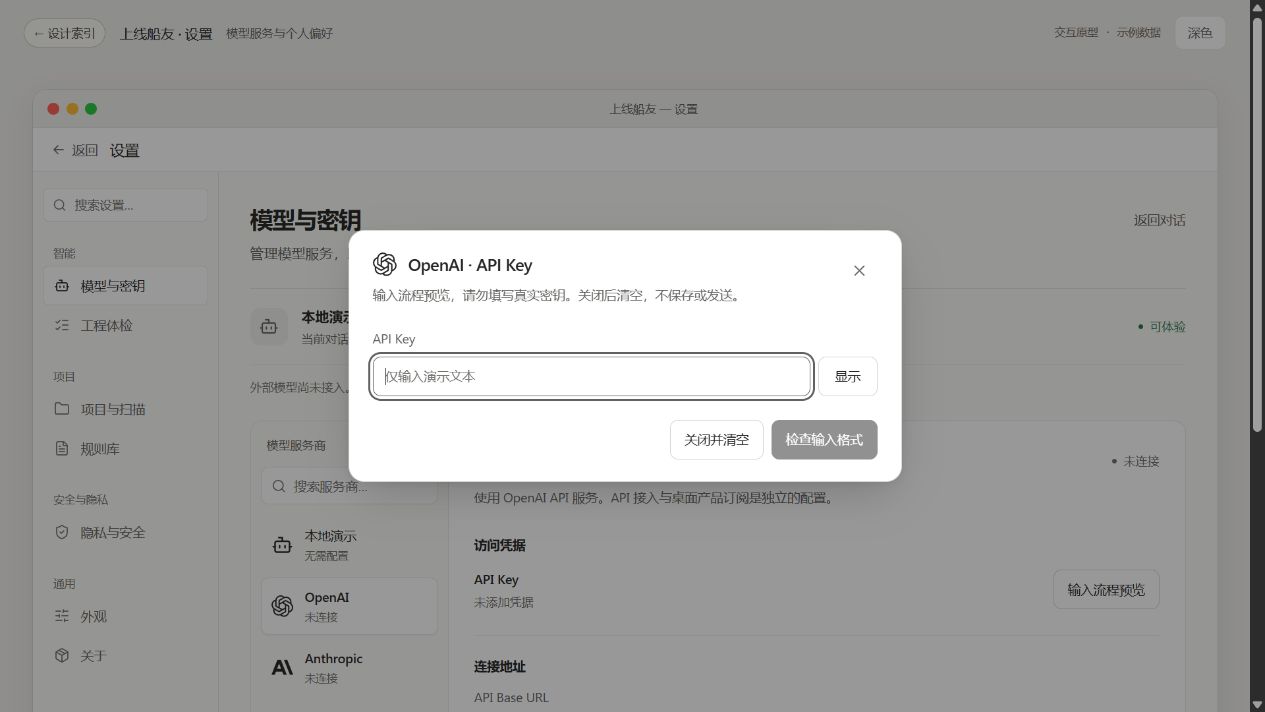 ← 设计索引
上线船友 · 设置
模型服务与个人偏好
交互原型 · 示例数据
深色
上线船友 — 设置
← 返回
设置
搜索设置...
智能
模型与密钥
工程体检
项目
项目与扫描
规则库
安全与隐私
隐私与安全
通用
外观
关于
模型与密钥
返回对话
管理模型服务，
本地演示
当前对话
可体验
外部模型尚未接入。
OpenAI · API Key
输入流程预览，请勿填写真实密钥。关闭后清空，不保存或发送。
API Key
仅输入演示文本
显示
关闭并清空
检查输入格式
模型服务商
搜索服务商...
本地演示
无需配置
OpenAI
未连接
Anthropic
未连接
未连接
使用 OpenAI API 服务。API 接入与桌面产品订阅是独立的配置。
访问凭据
API Key
未添加凭据
输入流程预览
连接地址
API Base URL